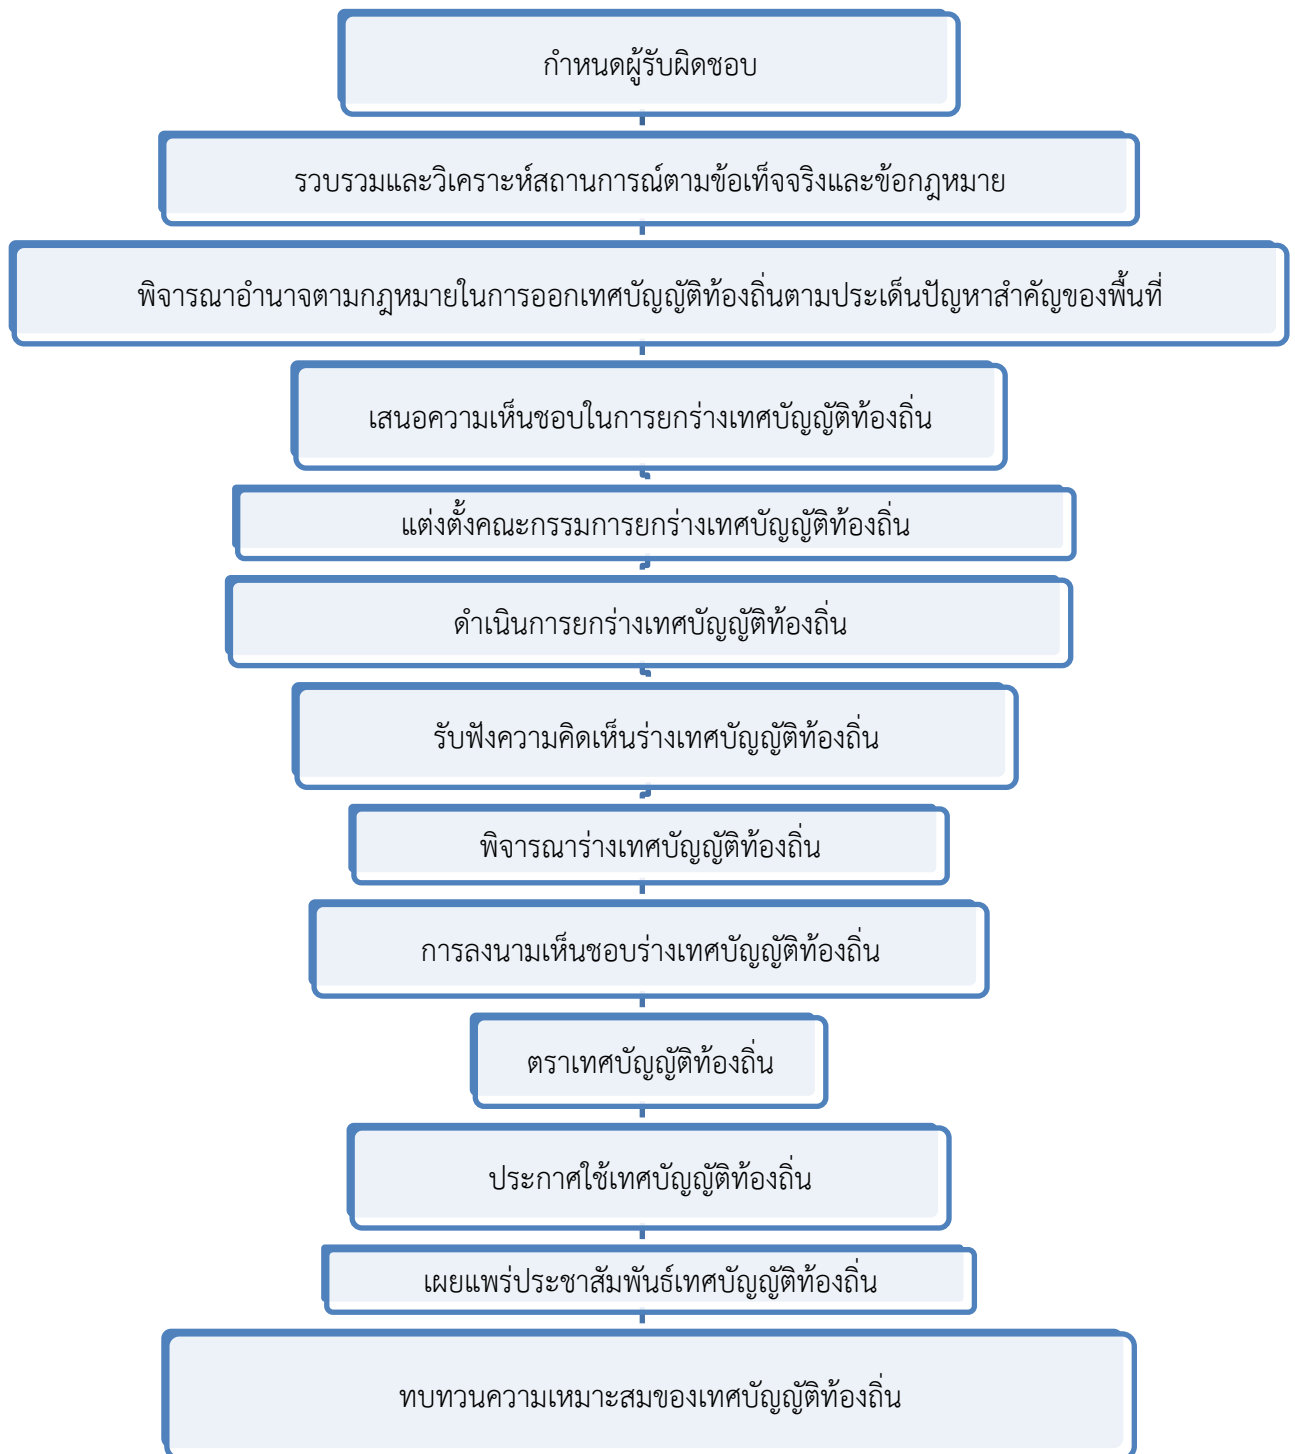 กำหนดผู้รับผิดชอบ
รวบรวมและวิเคราะห์สถานการณ์ตามข้อเท็จจริงและข้อกฎหมาย
พิจารณาอำนาจตามกฎหมายในการออกเทศบัญญัติท้องถิ่นตามประเด็นปัญหาสำคัญของพื้นที่
เสนอความเห็นชอบในการยกร่างเทศบัญญัติท้องถิ่น
แต่งตั้งคณะกรรมการยกร่างเทศบัญญัติท้องถิ่น
ดำเนินการยกร่างเทศบัญญัติท้องถิ่น
รับฟังความคิดเห็นร่างเทศบัญญัติท้องถิ่น
พิจารณาร่างเทศบัญญัติท้องถิ่น
การลงนามเห็นชอบร่างเทศบัญญัติท้องถิ่น
ตราเทศบัญญัติท้องถิ่น
ประกาศใช้เทศบัญญัติท้องถิ่น
เผยแพร่ประชาสัมพันธ์เทศบัญญัติท้องถิ่น
ทบทวนความเหมาะสมของเทศบัญญัติท้องถิ่น